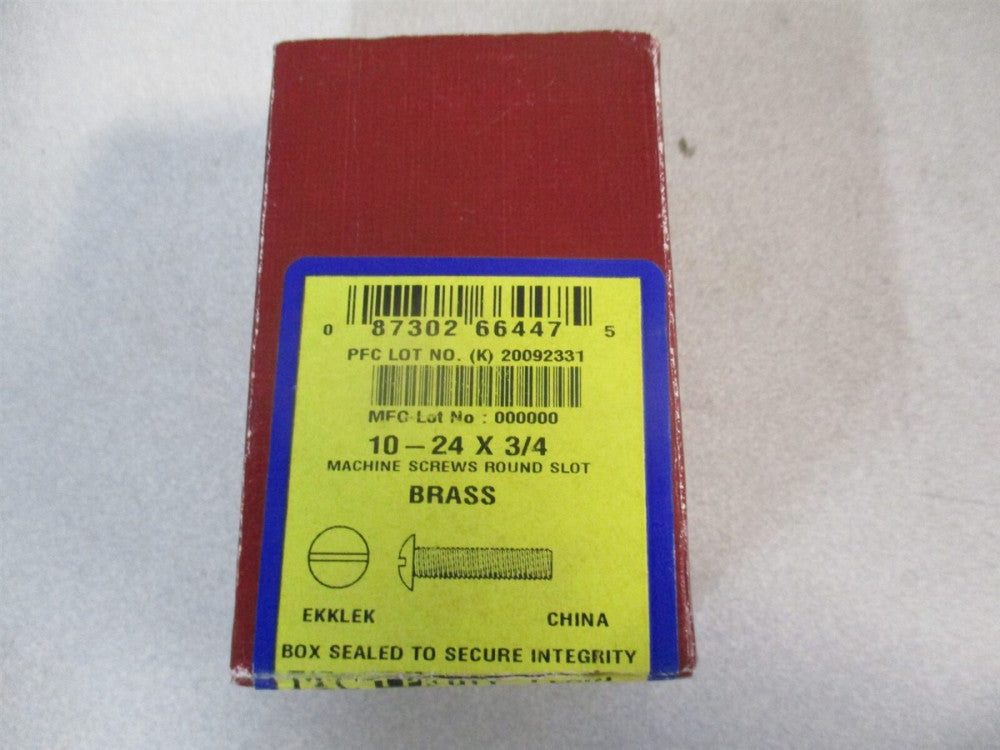 0 87302 66447 5
PFC LOT NO. (K) 20092331
MFG Lot No : 000000
10 – 24 X 3/4
MACHINE SCREWS ROUND SLOT
BRASS
EKKLEK CHINA
BOX SEALED TO SECURE INTEGRITY